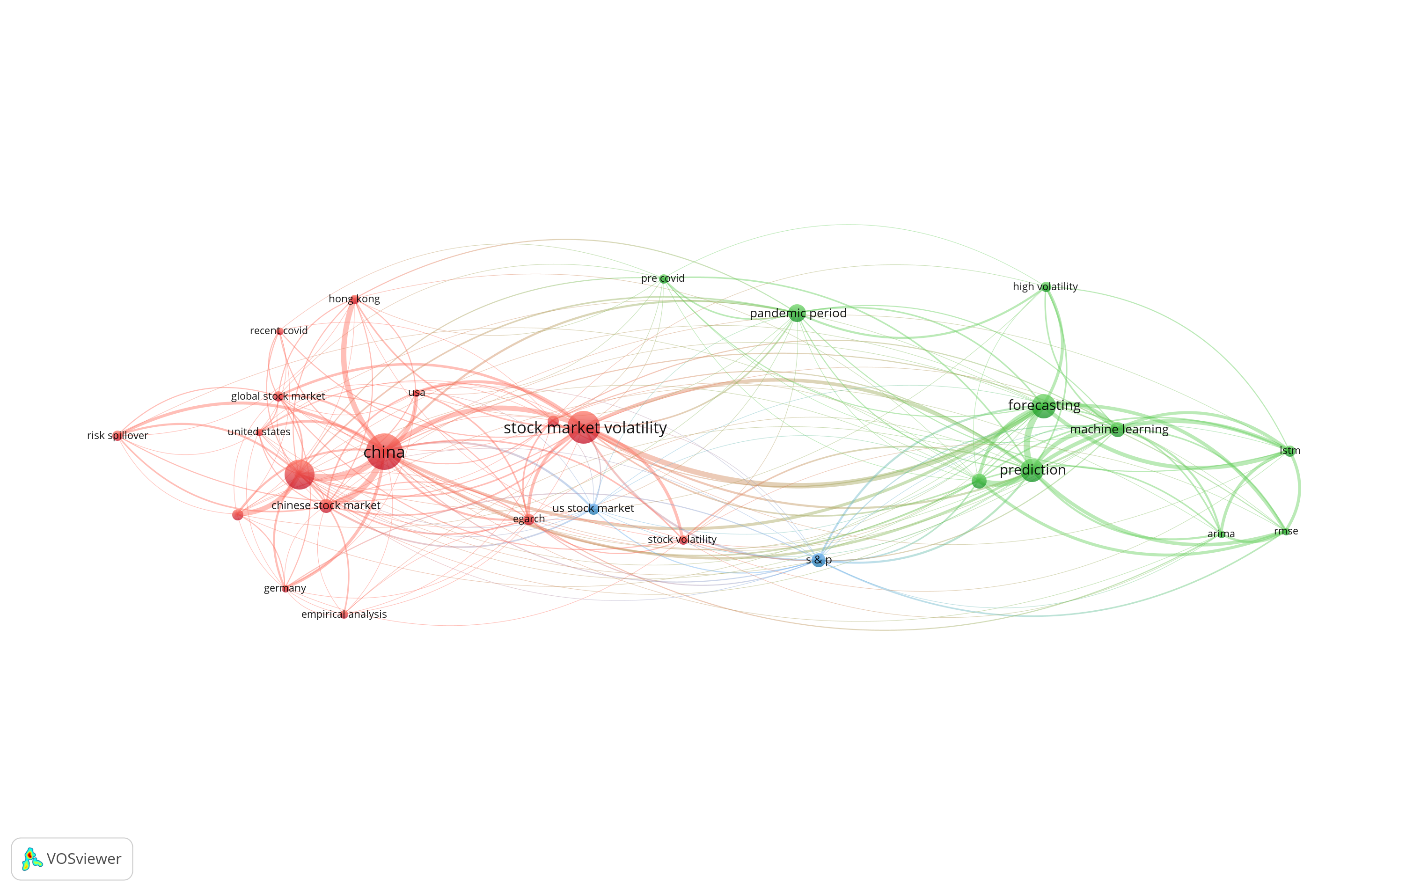 pre covid
high volatility
hong kong
pandemic period
recent covid
usa
global stock market
forecasting
stock market volatility
machine learning
united states
risk spillover
china
lstm
prediction
chinese stock market
us stock market
egarch
stock volatility
arima
rmse
s & p
germany
empirical analysis
VOSviewer